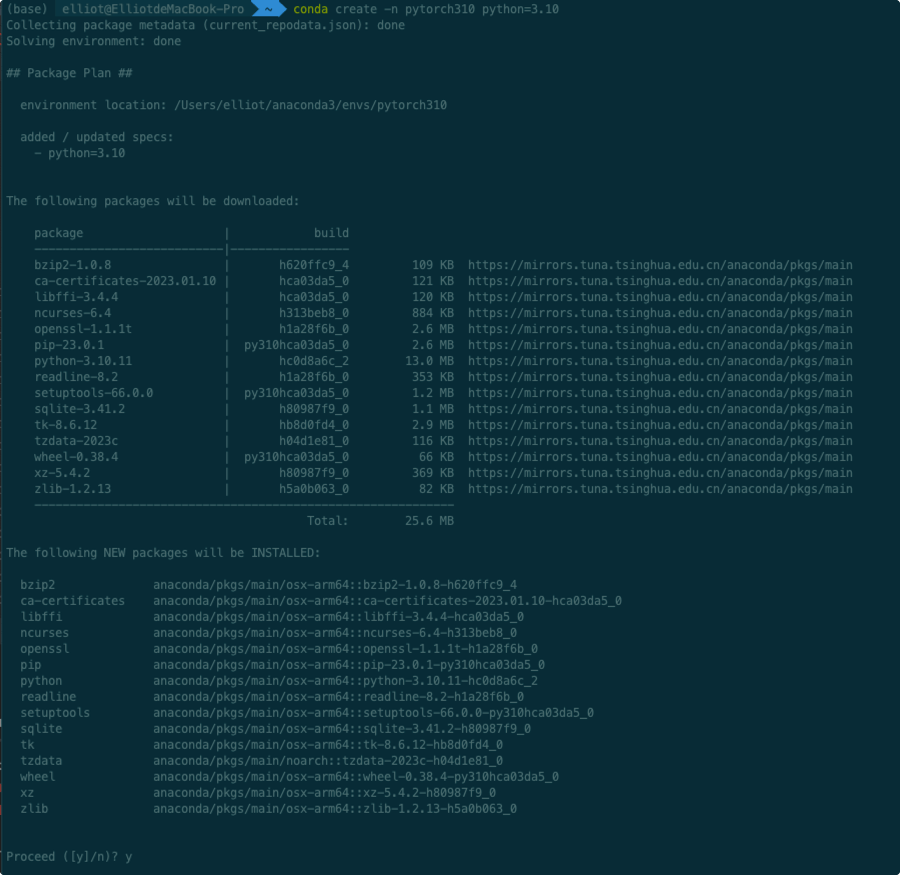 (base) elliot@ElliotdeMacBook-Pro ~ conda create -n pytorch310 python=3.10
Collecting package metadata (current_repodata.json): done
Solving environment: done
## Package Plan ##
environment location: /Users/elliot/anaconda3/envs/pytorch310
added / updated specs:
- python=3.10
The following packages will be downloaded:
package | build
---------------------------|-----------------
bzip2-1.0.8 | h620ffc9_4 109 KB https://mirrors.tuna.tsinghua.edu.cn/anaconda/pkgs/main
ca-certificates-2023.01.10 | hca03da5_0 121 KB https://mirrors.tuna.tsinghua.edu.cn/anaconda/pkgs/main
libffi-3.4.4 | hca03da5_0 120 KB https://mirrors.tuna.tsinghua.edu.cn/anaconda/pkgs/main
ncurses-6.4 | h313beb8_0 884 KB https://mirrors.tuna.tsinghua.edu.cn/anaconda/pkgs/main
openssl-1.1.1t | h1a28f6b_0 2.6 MB https://mirrors.tuna.tsinghua.edu.cn/anaconda/pkgs/main
pip-23.0.1 | py310hca03da5_0 2.6 MB https://mirrors.tuna.tsinghua.edu.cn/anaconda/pkgs/main
python-3.10.11 | hc0d8a6c_2 13.0 MB https://mirrors.tuna.tsinghua.edu.cn/anaconda/pkgs/main
readline-8.2 | h1a28f6b_0 353 KB https://mirrors.tuna.tsinghua.edu.cn/anaconda/pkgs/main
setuptools-66.0.0 | py310hca03da5_0 1.2 MB https://mirrors.tuna.tsinghua.edu.cn/anaconda/pkgs/main
sqlite-3.41.2 | h80987f9_0 1.1 MB https://mirrors.tuna.tsinghua.edu.cn/anaconda/pkgs/main
tk-8.6.12 | hb8d0fd4_0 2.9 MB https://mirrors.tuna.tsinghua.edu.cn/anaconda/pkgs/main
tzdata-2023c | h04d1e81_0 116 KB https://mirrors.tuna.tsinghua.edu.cn/anaconda/pkgs/main
wheel-0.38.4 | py310hca03da5_0 66 KB https://mirrors.tuna.tsinghua.edu.cn/anaconda/pkgs/main
xz-5.4.2 | h80987f9_0 369 KB https://mirrors.tuna.tsinghua.edu.cn/anaconda/pkgs/main
zlib-1.2.13 | h5a0b063_0 82 KB https://mirrors.tuna.tsinghua.edu.cn/anaconda/pkgs/main
------------------------------------------------------------
Total: 25.6 MB
The following NEW packages will be INSTALLED:
bzip2 anaconda/pkgs/main/osx-arm64::bzip2-1.0.8-h620ffc9_4
ca-certificates anaconda/pkgs/main/osx-arm64::ca-certificates-2023.01.10-hca03da5_0
libffi anaconda/pkgs/main/osx-arm64::libffi-3.4.4-hca03da5_0
ncurses anaconda/pkgs/main/osx-arm64::ncurses-6.4-h313beb8_0
openssl anaconda/pkgs/main/osx-arm64::openssl-1.1.1t-h1a28f6b_0
pip anaconda/pkgs/main/osx-arm64::pip-23.0.1-py310hca03da5_0
python anaconda/pkgs/main/osx-arm64::python-3.10.11-hc0d8a6c_2
readline anaconda/pkgs/main/osx-arm64::readline-8.2-h1a28f6b_0
setuptools anaconda/pkgs/main/osx-arm64::setuptools-66.0.0-py310hca03da5_0
sqlite anaconda/pkgs/main/osx-arm64::sqlite-3.41.2-h80987f9_0
tk anaconda/pkgs/main/osx-arm64::tk-8.6.12-hb8d0fd4_0
tzdata anaconda/pkgs/main/noarch::tzdata-2023c-h04d1e81_0
wheel anaconda/pkgs/main/osx-arm64::wheel-0.38.4-py310hca03da5_0
xz anaconda/pkgs/main/osx-arm64::xz-5.4.2-h80987f9_0
zlib anaconda/pkgs/main/osx-arm64::zlib-1.2.13-h5a0b063_0
Proceed ([y]/n)? y